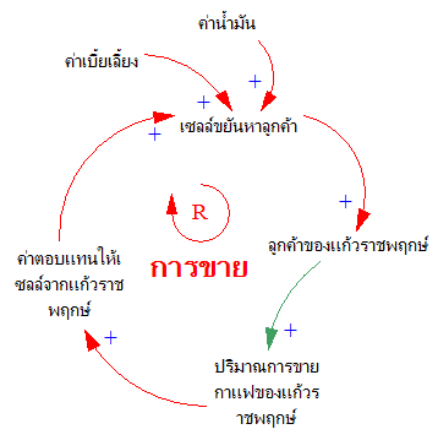 ค่าน้ำมัน
ค่าเบี้ยเลี้ยง
+
+
+
เซลล์ขยันหาลูกค้า
+
R
ลูกค้าของแก้วราชพฤกษ์
การขาย
ค่าตอบแทนให้เ
ซลล์จากแก้วราช
พฤกษ์
+
+
ปริมาณการขาย
กาแฟของแก้วร
าชพฤกษ์